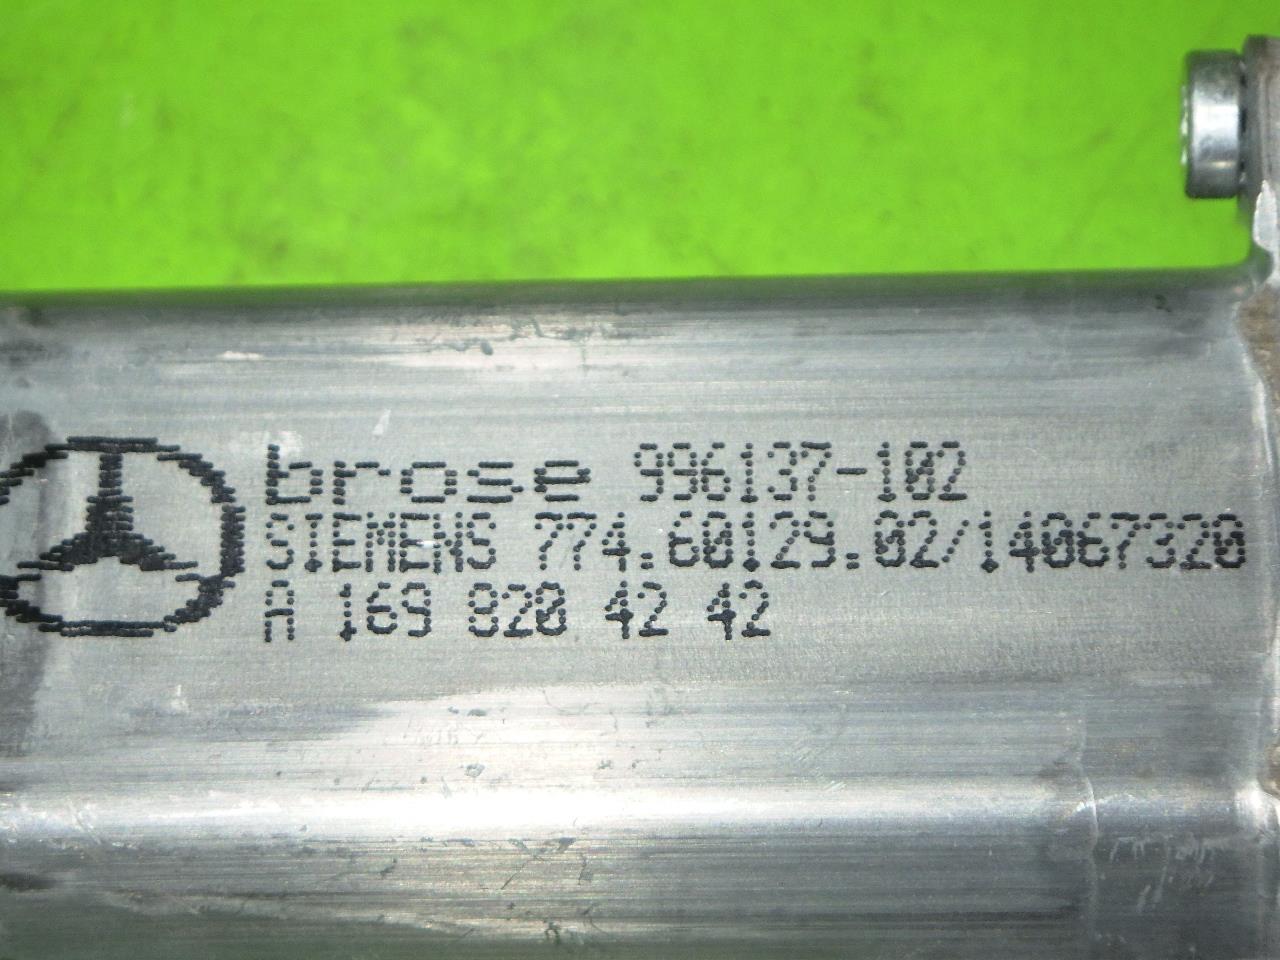 brose 996137-102
SIEMENS 774.60129.02/14067320
A 169 820 42 42